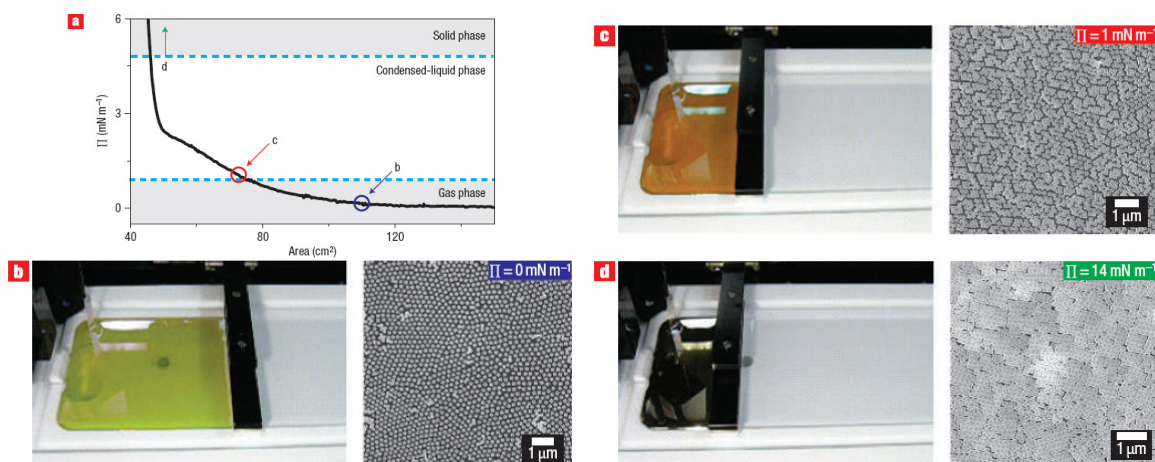 a
6
3
0
Π (mN m⁻¹)
40
80
120
Area (cm²)
Solid phase
Condensed-liquid phase
Gas phase
d
c
b
c
Π = 1 mN m⁻¹
1 μm
b
Π = 0 mN m⁻¹
1 μm
d
Π = 14 mN m⁻¹
1 μm